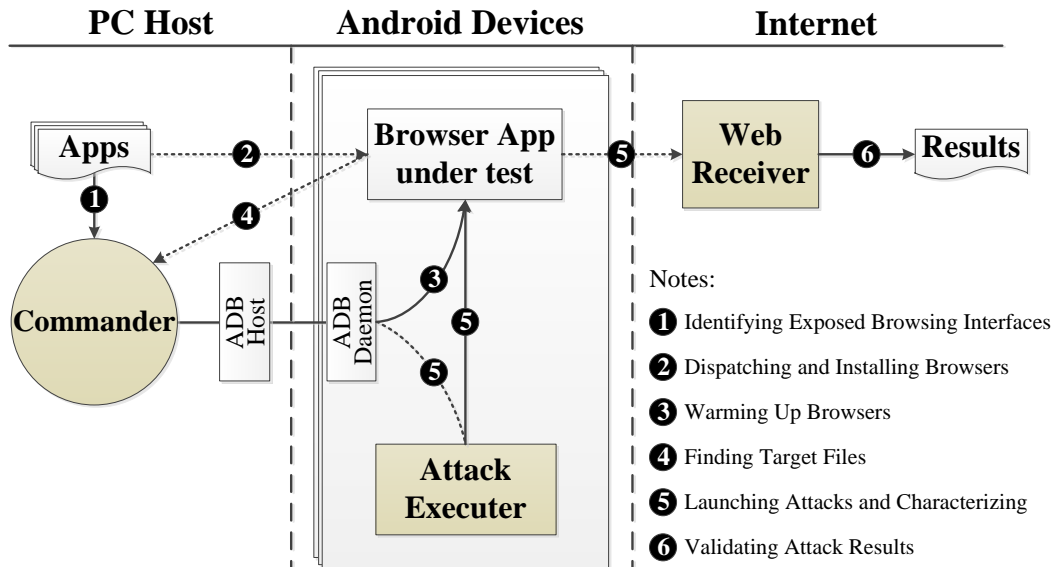 PC Host
Android Devices
Internet
Apps
2
Browser App
under test
5
Web
Receiver
6
Results
1
4
Commander
ADB
Host
ADB
Daemon
3
5
5
Attack
Executer
Notes:
1 Identifying Exposed Browsing Interfaces
2 Dispatching and Installing Browsers
3 Warming Up Browsers
4 Finding Target Files
5 Launching Attacks and Characterizing
6 Validating Attack Results